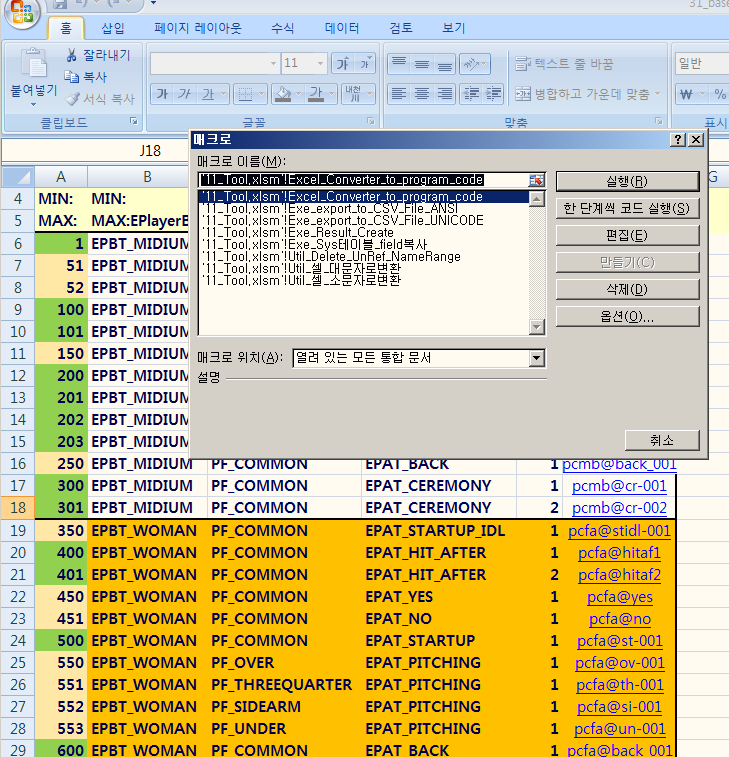 31_base
홈 삽입 페이지 레이아웃 수식 데이터 검토 보기
잘라내기
복사
서식 복사
붙여넣기
11 가 가
가 가 가 가 내천
텍스트 줄 바꿈
병합하고 가운데 맞춤
일반
₩ %
클립보드 글꼴 맞춤 표시
J18
A B G
매크로
매크로 이름(M):
'11_Tool.xlsm'!Excel_Converter_to_program_code
'11_Tool.xlsm'!Excel_Converter_to_program_code
'11_Tool.xlsm'!Exe_export_to_CSV_File_ANSI
'11_Tool.xlsm'!Exe_export_to_CSV_File_UNICODE
'11_Tool.xlsm'!Exe_Result_Create
'11_Tool.xlsm'!Exe_Sys테이블_field복사
'11_Tool.xlsm'!Util_Delete_UnRef_NameRange
'11_Tool.xlsm'!Util_셀_대문자로변환
'11_Tool.xlsm'!Util_셀_소문자로변환
실행(R)
한 단계씩 코드 실행(S)
편집(E)
만들기(C)
삭제(D)
옵션(O)...
매크로 위치(A): 열려 있는 모든 통합 문서
설명
취소
4 MIN: MIN:
5 MAX: MAX:EPlayerB
6 1 EPBT_MIDIUM
7 51 EPBT_MIDIUM
8 52 EPBT_MIDIUM
9 100 EPBT_MIDIUM
10 101 EPBT_MIDIUM
11 150 EPBT_MIDIUM
12 200 EPBT_MIDIUM
13 201 EPBT_MIDIUM
14 202 EPBT_MIDIUM
15 203 EPBT_MIDIUM
16 250 EPBT_MIDIUM PF_COMMON EPAT_BACK 1 pcmb@back_001
17 300 EPBT_MIDIUM PF_COMMON EPAT_CEREMONY 1 pcmb@cr-001
18 301 EPBT_MIDIUM PF_COMMON EPAT_CEREMONY 2 pcmb@cr-002
19 350 EPBT_WOMAN PF_COMMON EPAT_STARTUP_IDL 1 pcfa@stidl-001
20 400 EPBT_WOMAN PF_COMMON EPAT_HIT_AFTER 1 pcfa@hitaf1
21 401 EPBT_WOMAN PF_COMMON EPAT_HIT_AFTER 2 pcfa@hitaf2
22 450 EPBT_WOMAN PF_COMMON EPAT_YES 1 pcfa@yes
23 451 EPBT_WOMAN PF_COMMON EPAT_NO 1 pcfa@no
24 500 EPBT_WOMAN PF_COMMON EPAT_STARTUP 1 pcfa@st-001
25 550 EPBT_WOMAN PF_OVER EPAT_PITCHING 1 pcfa@ov-001
26 551 EPBT_WOMAN PF_THREEQUARTER EPAT_PITCHING 1 pcfa@th-001
27 552 EPBT_WOMAN PF_SIDEARM EPAT_PITCHING 1 pcfa@si-001
28 553 EPBT_WOMAN PF_UNDER EPAT_PITCHING 1 pcfa@un-001
29 600 EPBT_WOMAN PF_COMMON EPAT_BACK 1 pcfa@back_001